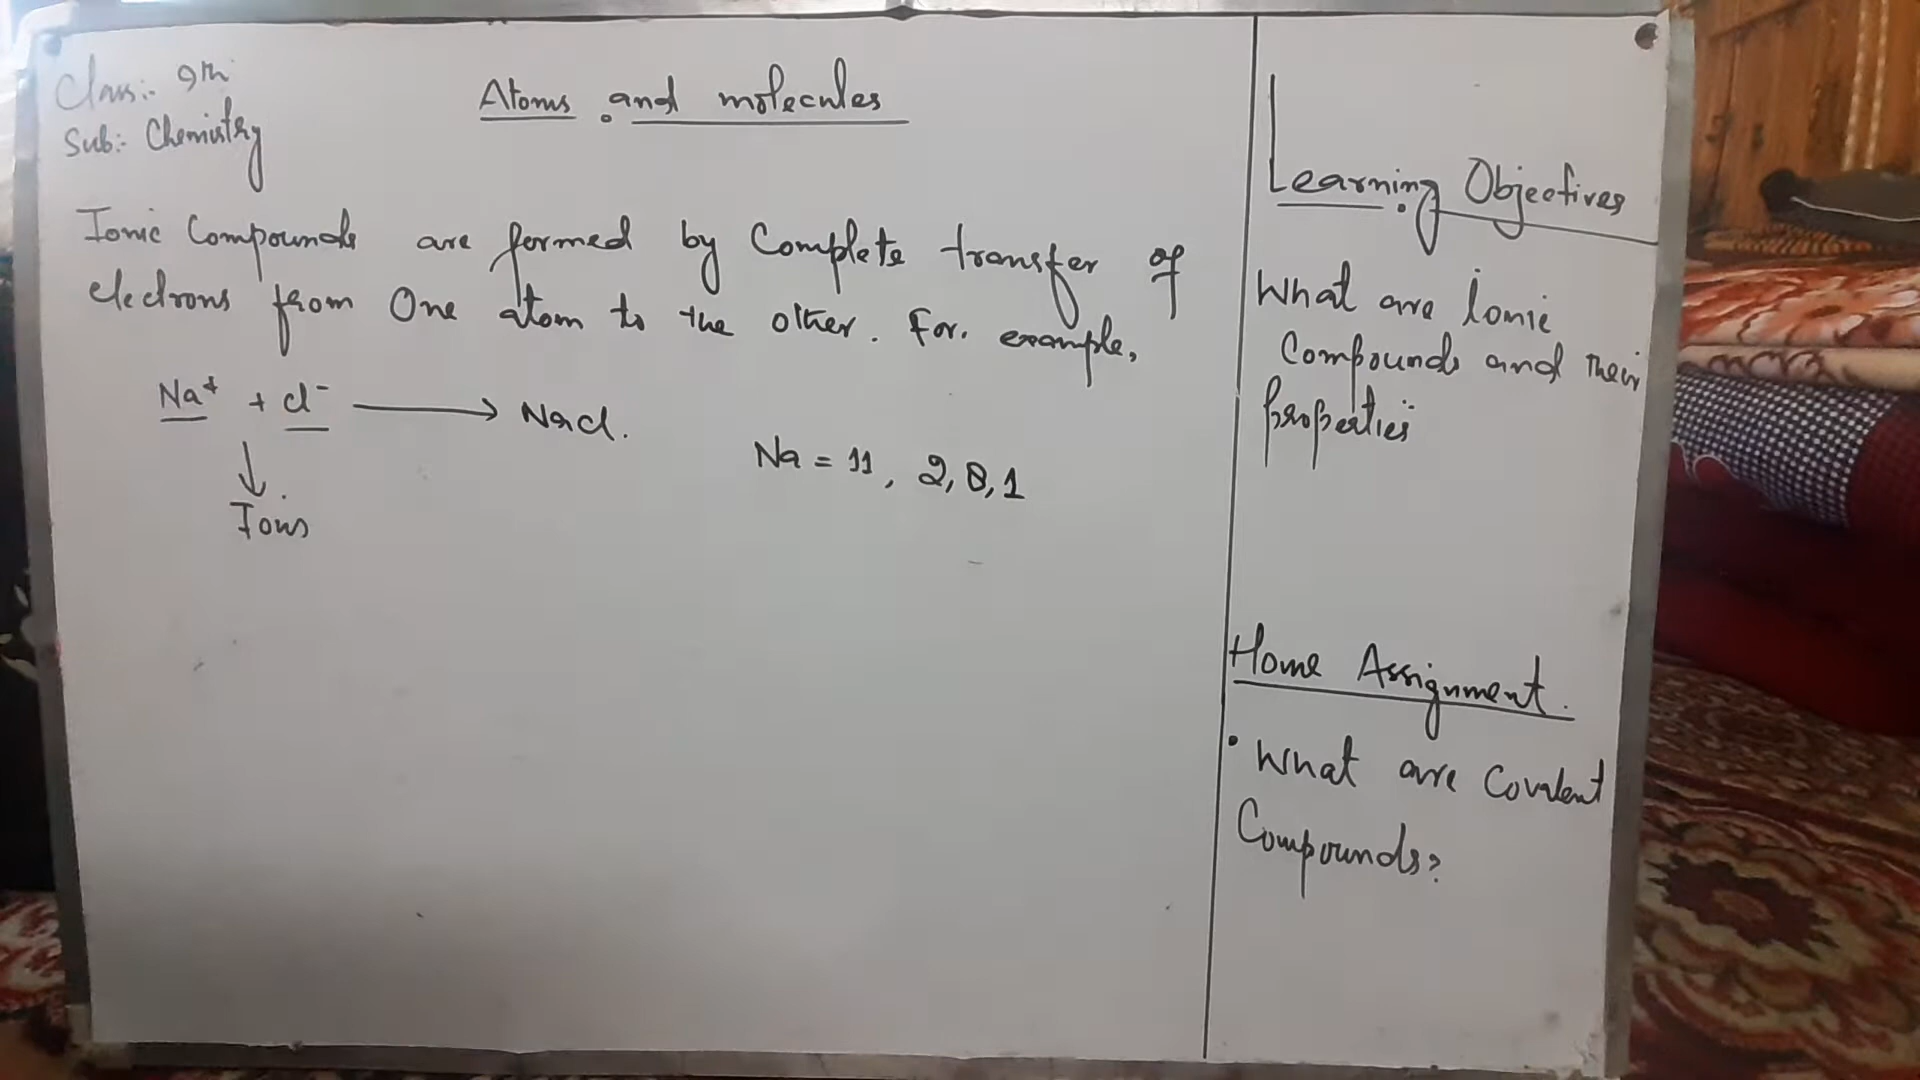 Class:- 9th
Sub:- Chemistry
Atoms and molecules
Ionic Compounds are formed by Complete transfer of
electrons from One atom to the other. For. example,
Na⁺ + Cl⁻ ⟶ NaCl.
↓
Ions
Na = 11, 2, 8, 1
Learning Objectives
What are Ionic
Compounds and their
properties
Home Assignment.
• What are Covalent
Compounds?